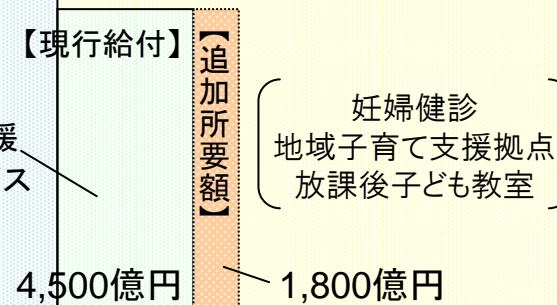 【現行給付】
【追加所要額】
妊婦健診
地域子育て支援拠点
放課後子ども教室
援
ス
4,500億円
1,800億円